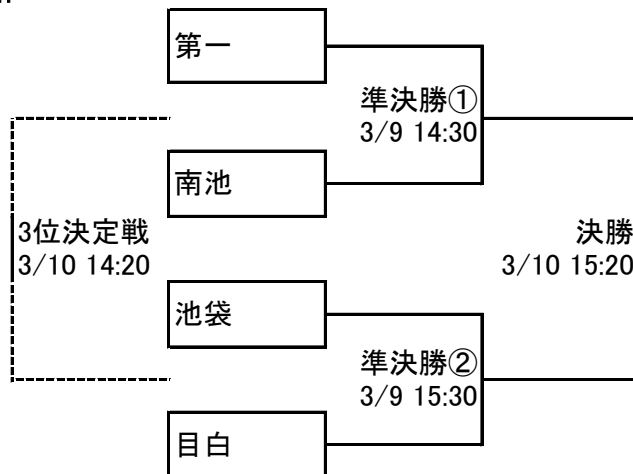 第一
準決勝①
3/9 14:30
南池
3位決定戦
3/10 14:20
決勝
3/10 15:20
池袋
準決勝②
3/9 15:30
目白